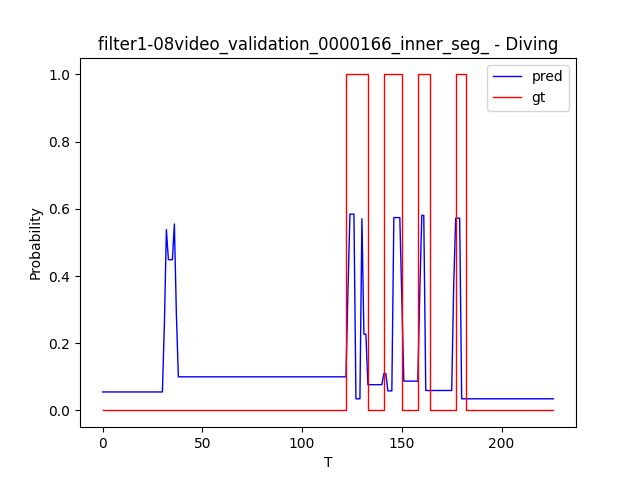 filter1-08video_validation_0000166_inner_seg_ - Diving
pred
gt
1.0
0.8
0.6
0.4
0.2
0.0
Probability
0
50
100
150
200
T